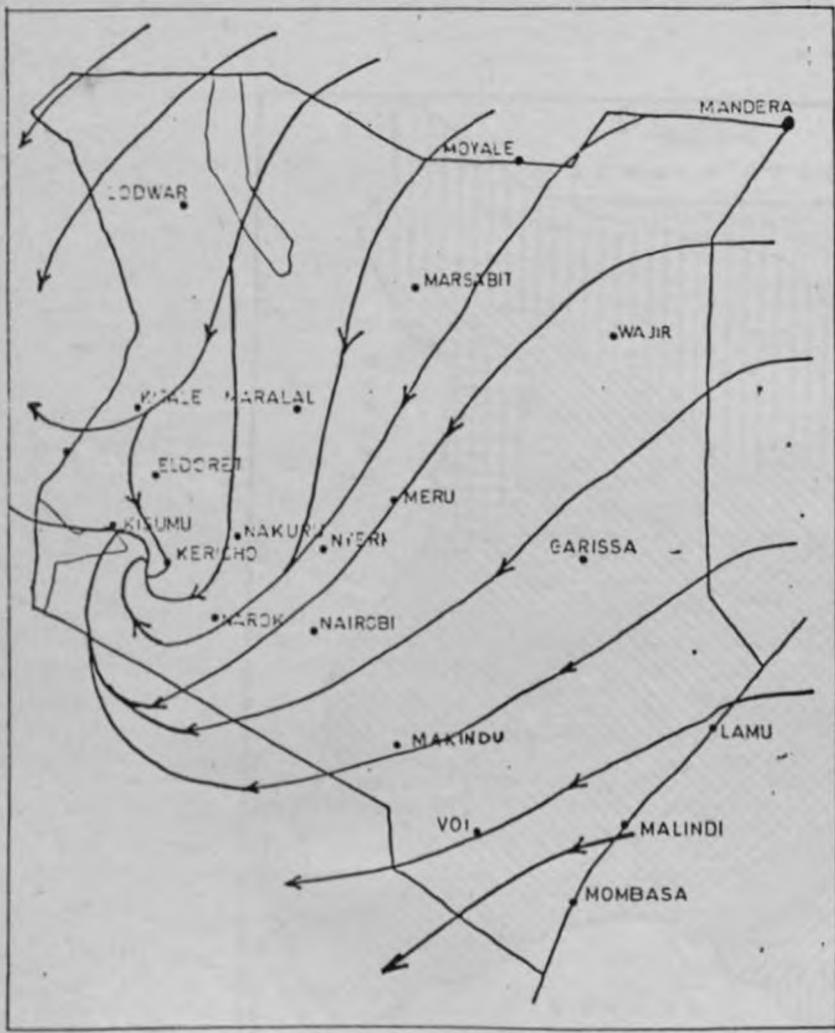 MANDERA
MOYALE
LODWAR
MARSABIT
WAJIR
KITALE
MARALAL
ELDORET
MERU
KISUMU
NAKURU
NYERI
GARISSA
KERICHO
NAROK
NAIROBI
LAMU
MAKINDU
VOI
MALINDI
MOMBASA